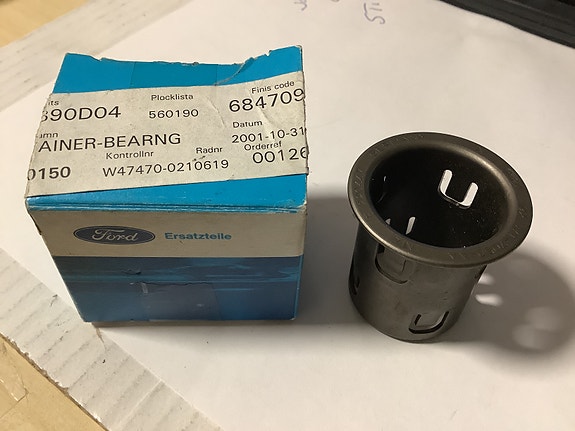 Plocklista Finis code
390D04 560190 684709
AINER-BEARNG Datum
Kontrollnr Radnr 2001-10-31
Orderref
0150 W47470-0210619 00126
Ford Ersatzteile